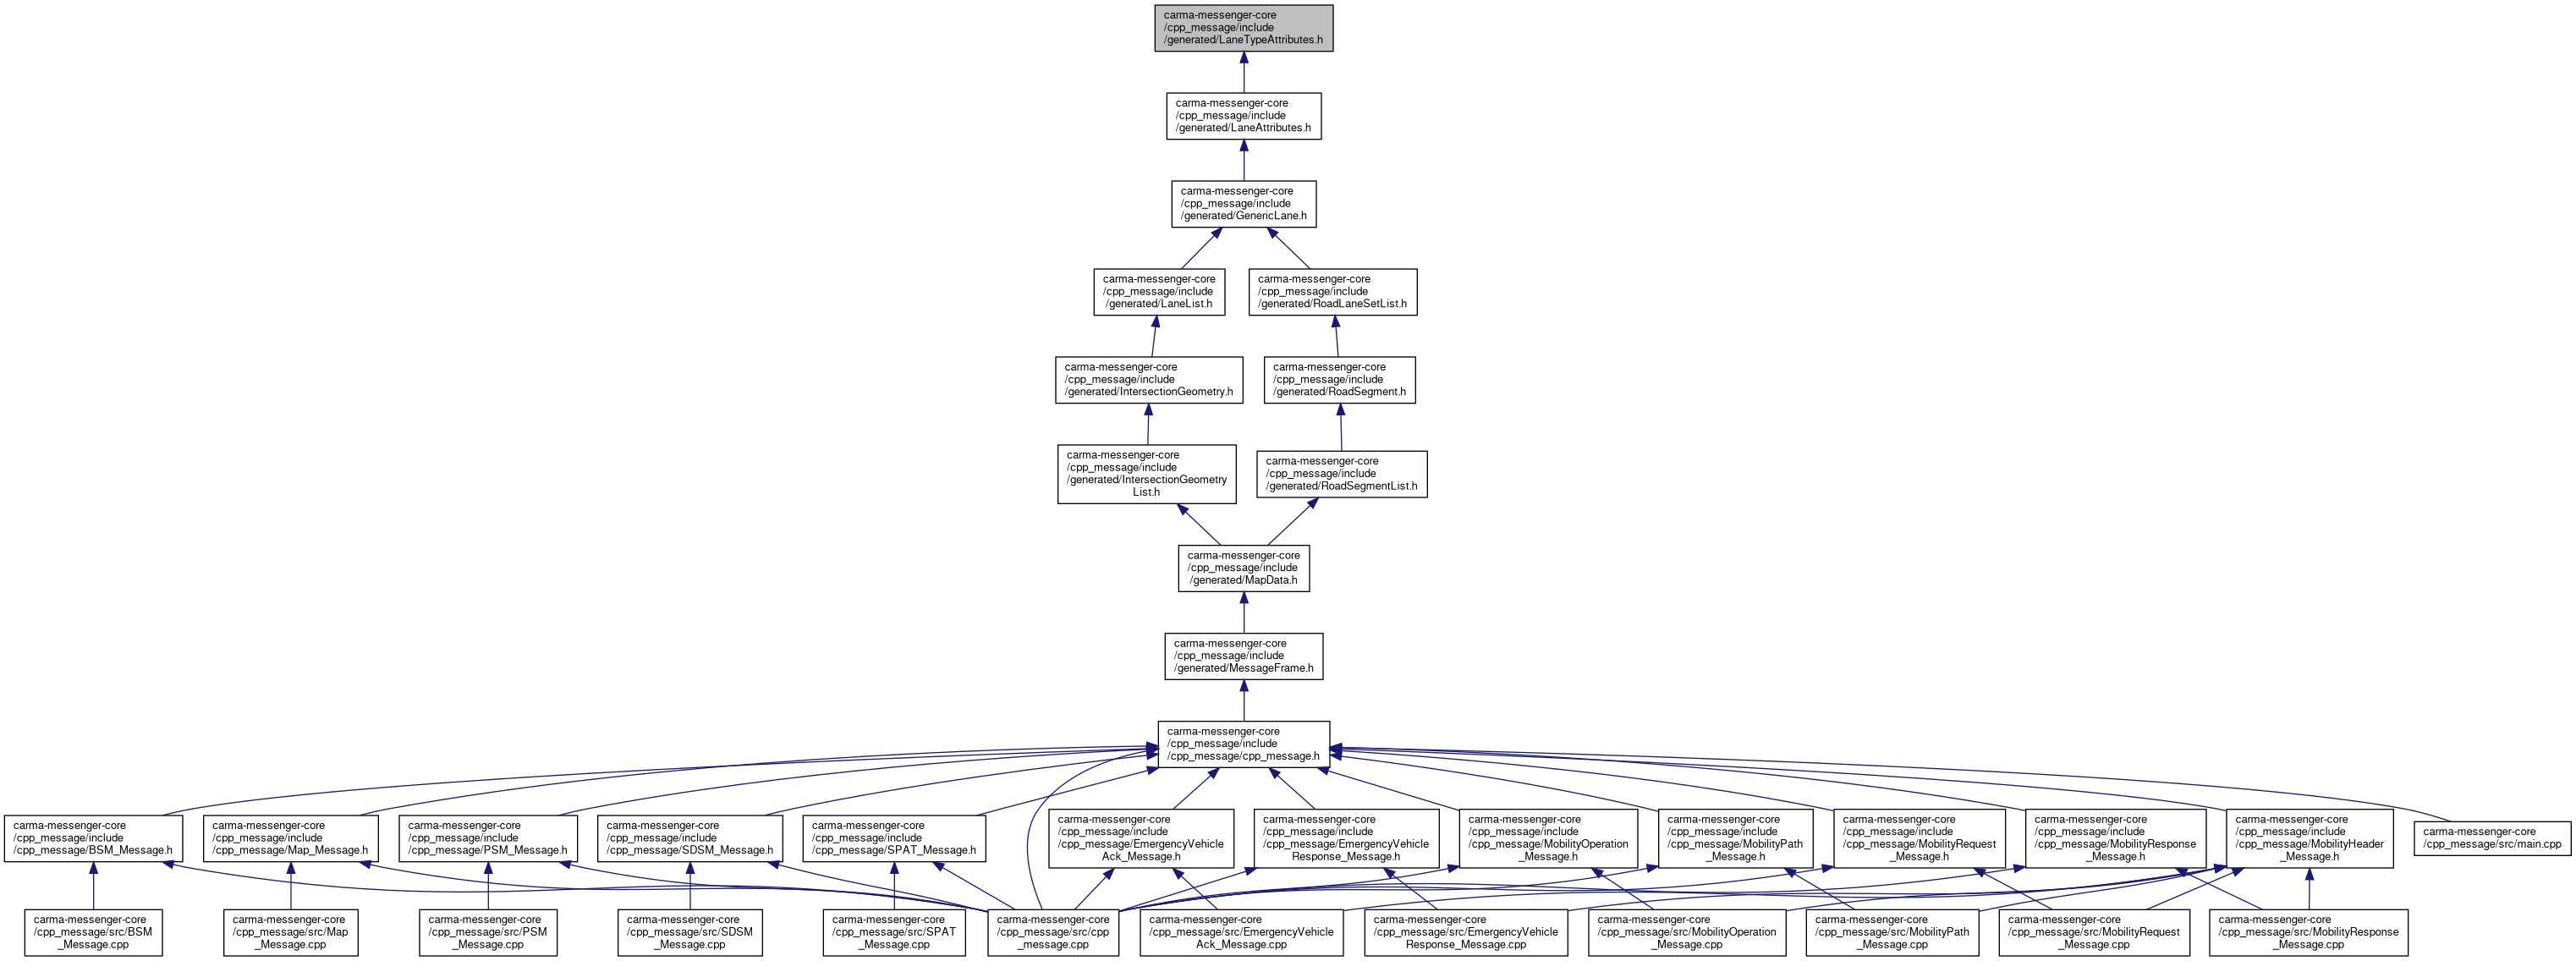 carma-messenger-core
/cpp_message/include
/generated/LaneTypeAttributes.h
carma-messenger-core
/cpp_message/include
/generated/LaneAttributes.h
carma-messenger-core
/cpp_message/include
/generated/GenericLane.h
carma-messenger-core
/cpp_message/include
/generated/LaneList.h
carma-messenger-core
/cpp_message/include
/generated/RoadLaneSetList.h
carma-messenger-core
/cpp_message/include
/generated/IntersectionGeometry.h
carma-messenger-core
/cpp_message/include
/generated/RoadSegment.h
carma-messenger-core
/cpp_message/include
/generated/IntersectionGeometry
List.h
carma-messenger-core
/cpp_message/include
/generated/RoadSegmentList.h
carma-messenger-core
/cpp_message/include
/generated/MapData.h
carma-messenger-core
/cpp_message/include
/generated/MessageFrame.h
carma-messenger-core
/cpp_message/include
/cpp_message/cpp_message.h
carma-messenger-core
/cpp_message/include
/cpp_message/BSM_Message.h
carma-messenger-core
/cpp_message/include
/cpp_message/Map_Message.h
carma-messenger-core
/cpp_message/include
/cpp_message/PSM_Message.h
carma-messenger-core
/cpp_message/include
/cpp_message/SDSM_Message.h
carma-messenger-core
/cpp_message/include
/cpp_message/SPAT_Message.h
carma-messenger-core
/cpp_message/include
/cpp_message/EmergencyVehicle
Ack_Message.h
carma-messenger-core
/cpp_message/include
/cpp_message/EmergencyVehicle
Response_Message.h
carma-messenger-core
/cpp_message/include
/cpp_message/MobilityOperation
_Message.h
carma-messenger-core
/cpp_message/include
/cpp_message/MobilityPath
_Message.h
carma-messenger-core
/cpp_message/include
/cpp_message/MobilityRequest
_Message.h
carma-messenger-core
/cpp_message/include
/cpp_message/MobilityResponse
_Message.h
carma-messenger-core
/cpp_message/include
/cpp_message/MobilityHeader
_Message.h
carma-messenger-core
/cpp_message/src/main.cpp
carma-messenger-core
/cpp_message/src/BSM
_Message.cpp
carma-messenger-core
/cpp_message/src/Map
_Message.cpp
carma-messenger-core
/cpp_message/src/PSM
_Message.cpp
carma-messenger-core
/cpp_message/src/SDSM
_Message.cpp
carma-messenger-core
/cpp_message/src/SPAT
_Message.cpp
carma-messenger-core
/cpp_message/src/cpp
_message.cpp
carma-messenger-core
/cpp_message/src/EmergencyVehicle
Ack_Message.cpp
carma-messenger-core
/cpp_message/src/EmergencyVehicle
Response_Message.cpp
carma-messenger-core
/cpp_message/src/MobilityOperation
_Message.cpp
carma-messenger-core
/cpp_message/src/MobilityPath
_Message.cpp
carma-messenger-core
/cpp_message/src/MobilityRequest
_Message.cpp
carma-messenger-core
/cpp_message/src/MobilityResponse
_Message.cpp